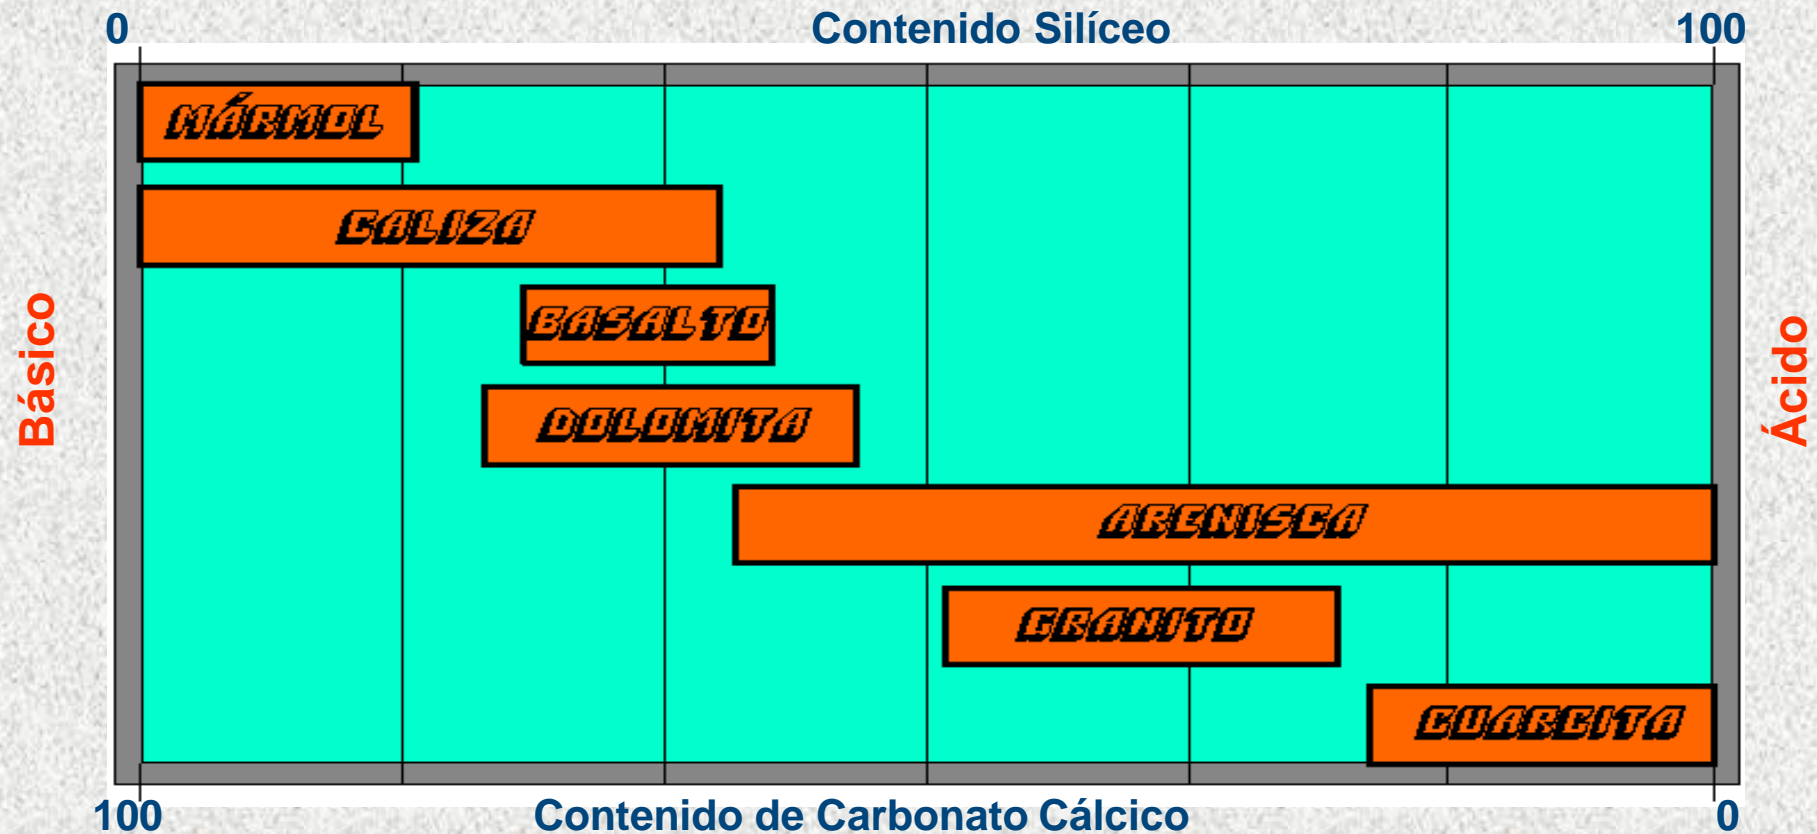 0 Contenido Silíceo 100
MÁRMOL
CALIZA
Básico
BASALTO
Ácido
DOLOMITA
ARENISCA
GRANITO
CUARCITA
100 Contenido de Carbonato Cálcico 0